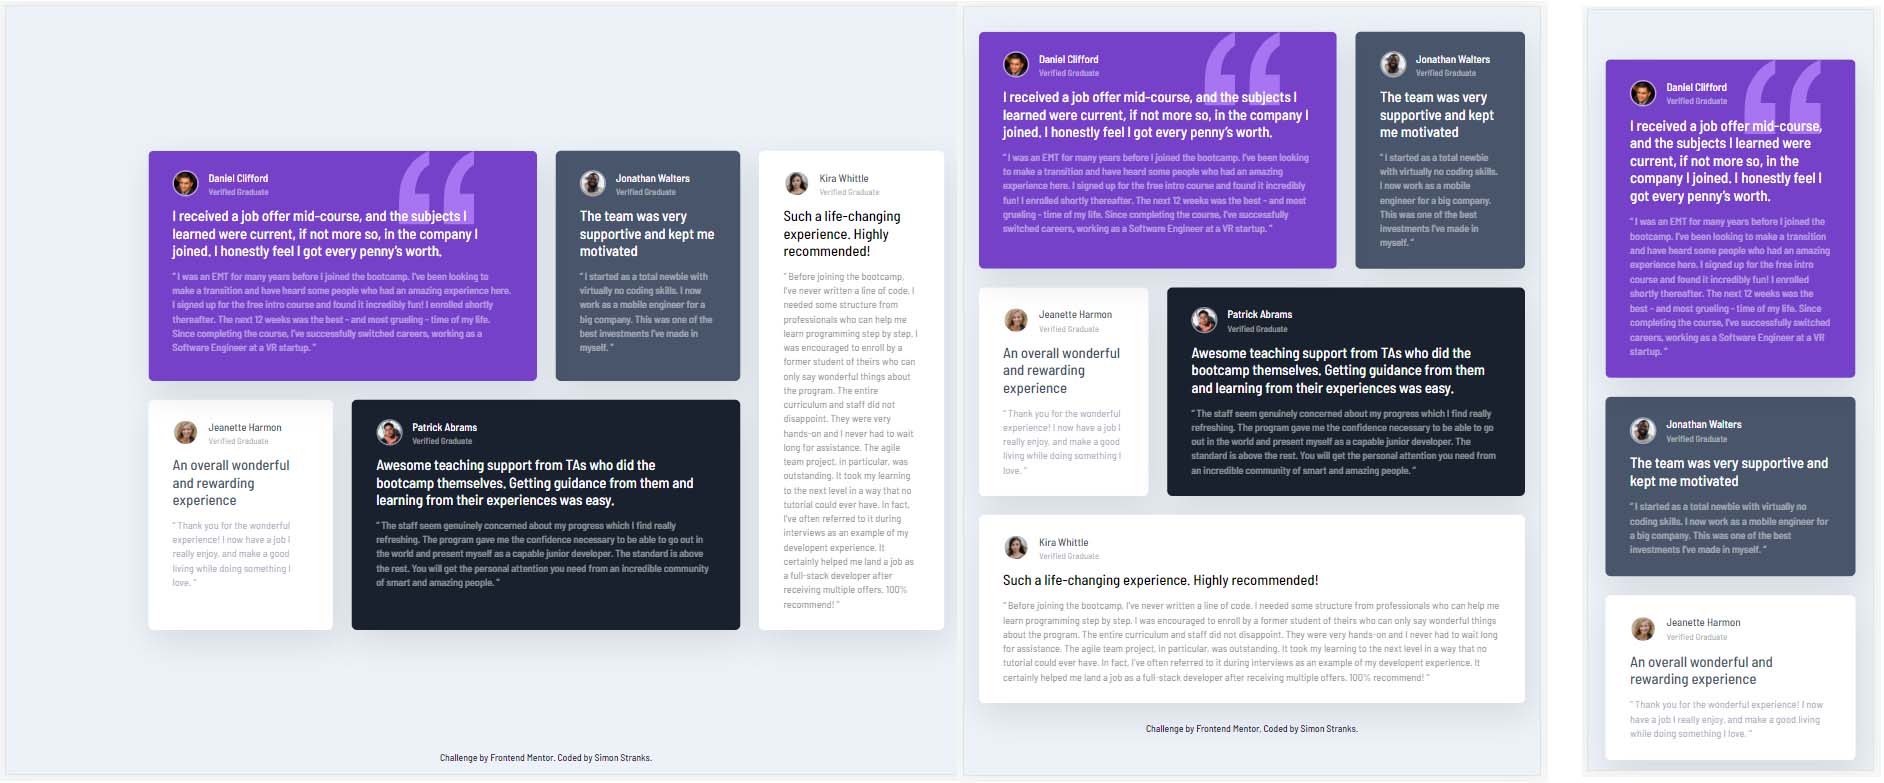 Daniel Clifford
Verified Graduate
I received a job offer mid-course, and the subjects I
learned were current, if not more so, in the company I
joined. I honestly feel I got every penny's worth.
" I was an EMT for many years before I joined the bootcamp. I've been looking to
make a transition and have heard some people who had an amazing experience here.
I signed up for the free intro course and found it incredibly fun! I enrolled shortly
thereafter. The next 12 weeks was the best - and most grueling - time of my life.
Since completing the course, I've successfully switched careers, working as a
Software Engineer at a VR startup. "
Jonathan Walters
Verified Graduate
The team was very
supportive and kept me
motivated
" I started as a total newbie with
virtually no coding skills. I now
work as a mobile engineer for a
big company. This was one of the
best investments I've made in
myself. "
Kira Whittle
Verified Graduate
Such a life-changing
experience. Highly
recommended!
" Before joining the bootcamp,
I've never written a line of code. I
needed some structure from
professionals who can help me
learn programming step by step. I
was encouraged to enroll by a
former student of theirs who can
only say wonderful things about
the program. The entire
curriculum and staff did not
disappoint. They were very
hands-on and I never had to wait
long for assistance. The agile
team project, in particular, was
outstanding. It took my learning
to the next level in a way that no
tutorial could ever have. In fact,
I've often referred to it during
interviews as an example of my
developent experience. It
certainly helped me land a job as
a full-stack developer after
receiving multiple offers. 100%
recommend! "
Jeanette Harmon
Verified Graduate
An overall wonderful
and rewarding
experience
" Thank you for the wonderful
experience! I now have a job I
really enjoy, and make a good
living while doing something I
love. "
Patrick Abrams
Verified Graduate
Awesome teaching support from TAs who did the
bootcamp themselves. Getting guidance from them and
learning from their experiences was easy.
" The staff seem genuinely concerned about my progress which I find really
refreshing. The program gave me the confidence necessary to be able to go out in
the world and present myself as a capable junior developer. The standard is above
the rest. You will get the personal attention you need from an incredible community
of smart and amazing people. "
Challenge by Frontend Mentor. Coded by Simon Stranks.
Daniel Clifford
Verified Graduate
I received a job offer mid-course, and the subjects I
learned were current, if not more so, in the company I
joined. I honestly feel I got every penny's worth.
" I was an EMT for many years before I joined the bootcamp. I've been looking
to make a transition and have heard some people who had an amazing
experience here. I signed up for the free intro course and found it incredibly
fun! I enrolled shortly thereafter. The next 12 weeks was the best - and most
grueling - time of my life. Since completing the course, I've successfully
switched careers, working as a Software Engineer at a VR startup. "
Jonathan Walters
Verified Graduate
The team was very
supportive and kept
me motivated
" I started as a total newbie
with virtually no coding skills.
I now work as a mobile
engineer for a big company.
This was one of the best
investments I've made in
myself. "
Jeanette Harmon
Verified Graduate
An overall wonderful
and rewarding
experience
" Thank you for the wonderful
experience! I now have a job I
really enjoy, and make a good
living while doing something I
love. "
Patrick Abrams
Verified Graduate
Awesome teaching support from TAs who did the
bootcamp themselves. Getting guidance from them
and learning from their experiences was easy.
" The staff seem genuinely concerned about my progress which I find really
refreshing. The program gave me the confidence necessary to be able to go
out in the world and present myself as a capable junior developer. The
standard is above the rest. You will get the personal attention you need from
an incredible community of smart and amazing people. "
Kira Whittle
Verified Graduate
Such a life-changing experience. Highly recommended!
" Before joining the bootcamp, I've never written a line of code. I needed some structure from professionals who can help me
learn programming step by step. I was encouraged to enroll by a former student of theirs who can only say wonderful things
about the program. The entire curriculum and staff did not disappoint. They were very hands-on and I never had to wait long
for assistance. The agile team project, in particular, was outstanding. It took my learning to the next level in a way that no
tutorial could ever have. In fact, I've often referred to it during interviews as an example of my developent experience. It
certainly helped me land a job as a full-stack developer after receiving multiple offers. 100% recommend! "
Challenge by Frontend Mentor. Coded by Simon Stranks.
Daniel Clifford
Verified Graduate
I received a job offer mid-course,
and the subjects I learned were
current, if not more so, in the
company I joined. I honestly feel I
got every penny's worth.
" I was an EMT for many years before I joined the
bootcamp. I've been looking to make a transition
and have heard some people who had an amazing
experience here. I signed up for the free intro
course and found it incredibly fun! I enrolled
shortly thereafter. The next 12 weeks was the
best - and most grueling - time of my life. Since
completing the course, I've successfully switched
careers, working as a Software Engineer at a VR
startup. "
Jonathan Walters
Verified Graduate
The team was very supportive and
kept me motivated
" I started as a total newbie with virtually no
coding skills. I now work as a mobile engineer for
a big company. This was one of the best
investments I've made in myself. "
Jeanette Harmon
Verified Graduate
An overall wonderful and
rewarding experience
" Thank you for the wonderful experience! I now
have a job I really enjoy, and make a good living
while doing something I love. "